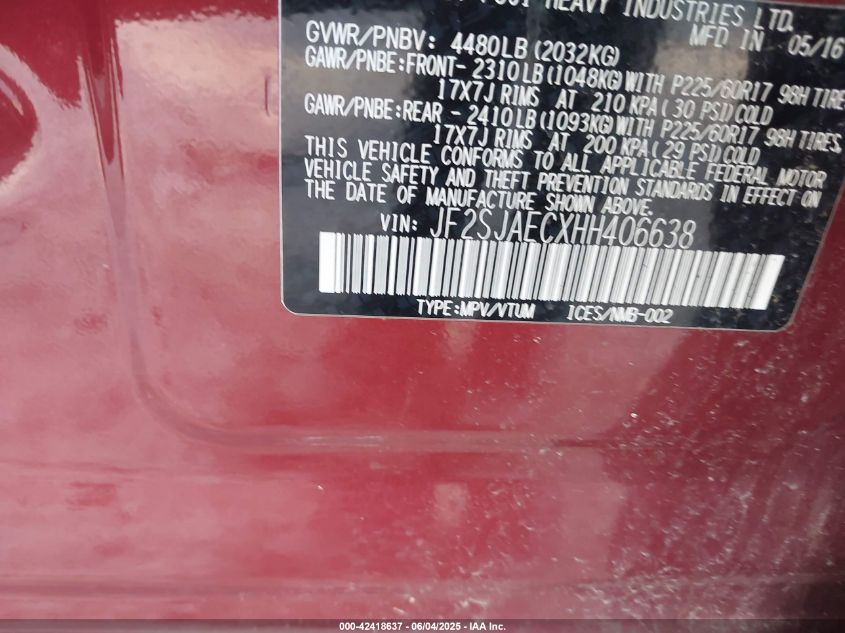 HEAVY INDUSTRIES LTD.
MFD IN 05/16
GVWR/PNBV: 4480LB (2032KG)
GAWR/PNBE:FRONT- 2310LB (1048KG) WITH P225/60R17 98H TIRES
17X7J RIMS AT 210 KPA ( 30 PSI) COLD
GAWR/PNBE:REAR - 2410LB (1093KG) WITH P225/60R17 98H TIRES,
17X7J RIMS AT 200 KPA (29 PSI) COLD
THIS VEHICLE CONFORMS TO ALL APPLICABLE FEDERAL MOTOR
VEHICLE SAFETY AND THEFT PREVENTION STANDARDS IN EFFECT ON
THE DATE OF MANUFACTURE SHOWN ABOVE.
VIN: JF2SJAECXHH406638
TYPE:MPV/VTUM ICES/NMB-002
000-42418637 - 06/04/2025 - IAA Inc.